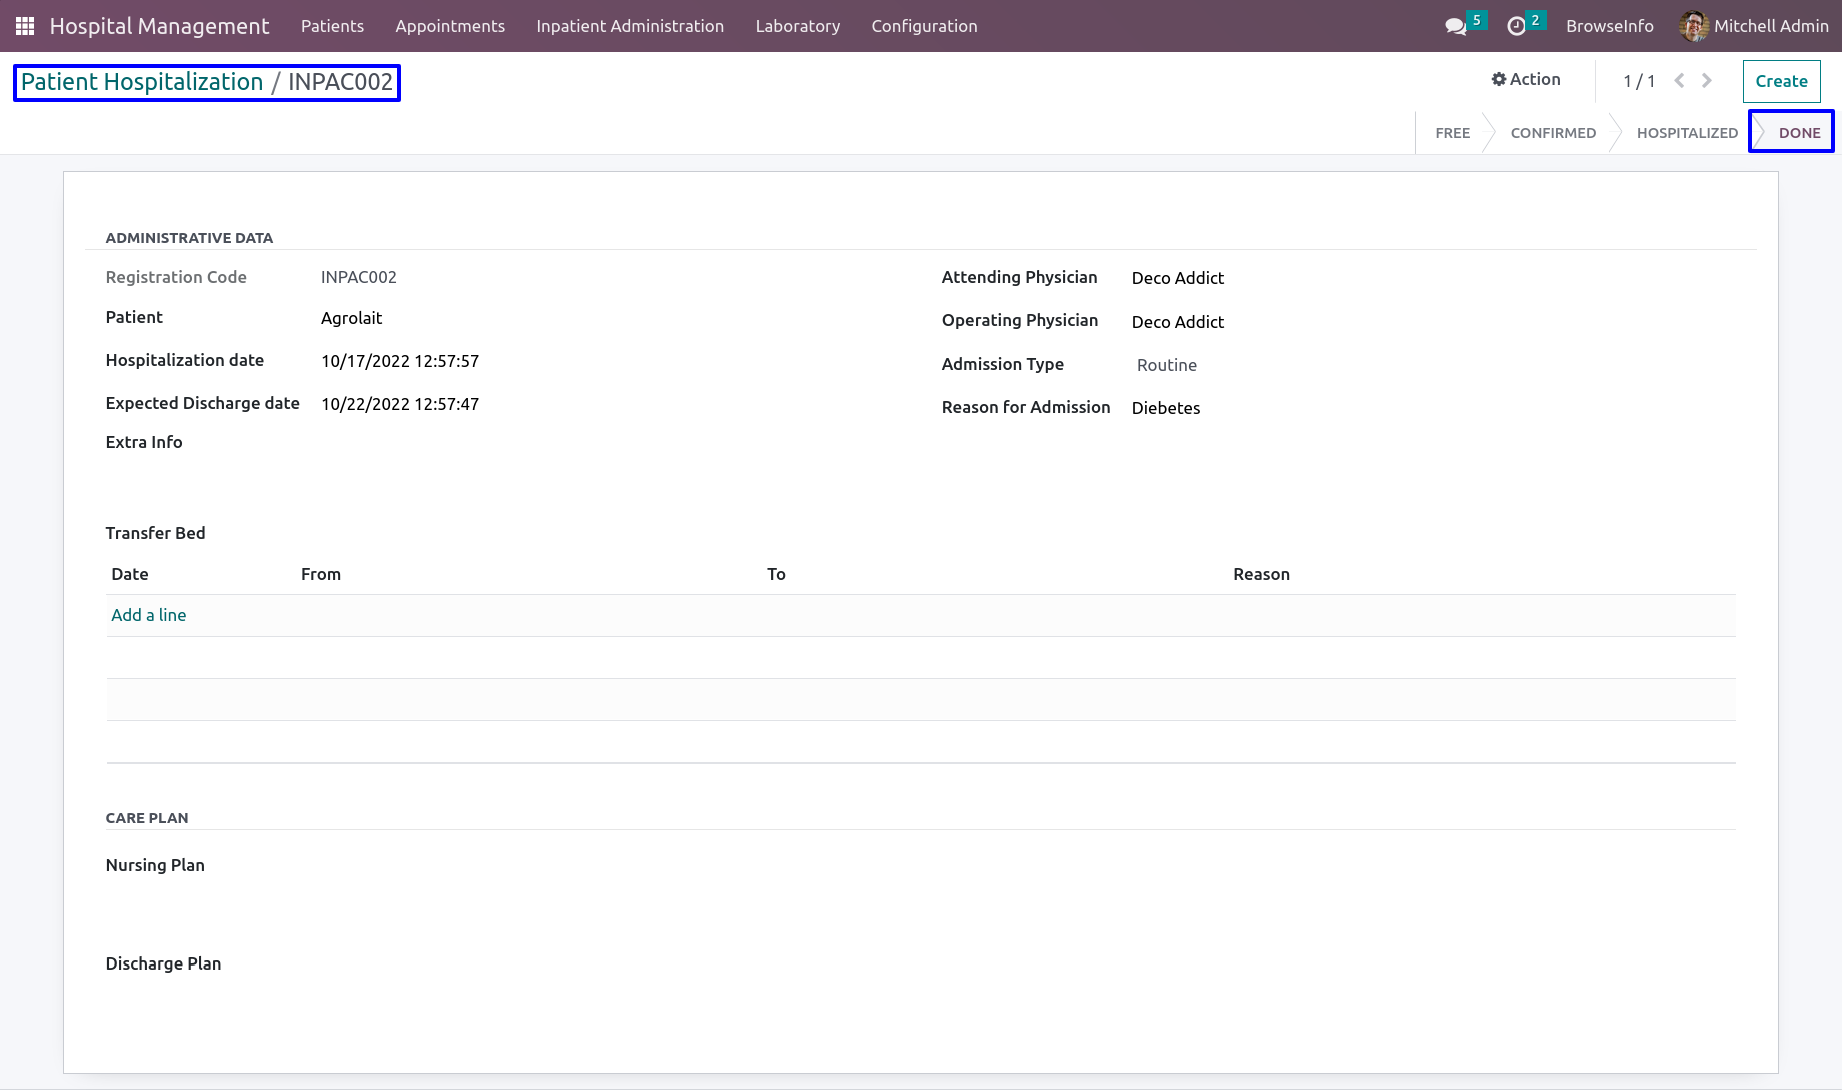 Hospital Management Patients Appointments Inpatient Administration Laboratory Configuration 5 2 BrowseInfo Mitchell Admin
Patient Hospitalization / INPAC002 Action 1 / 1 Create
FREE CONFIRMED HOSPITALIZED DONE
ADMINISTRATIVE DATA
Registration Code INPAC002 Attending Physician Deco Addict
Patient Agrolait Operating Physician Deco Addict
Hospitalization date 10/17/2022 12:57:57 Admission Type Routine
Expected Discharge date 10/22/2022 12:57:47 Reason for Admission Diebetes
Extra Info
Transfer Bed
Date From To Reason
Add a line
CARE PLAN
Nursing Plan
Discharge Plan